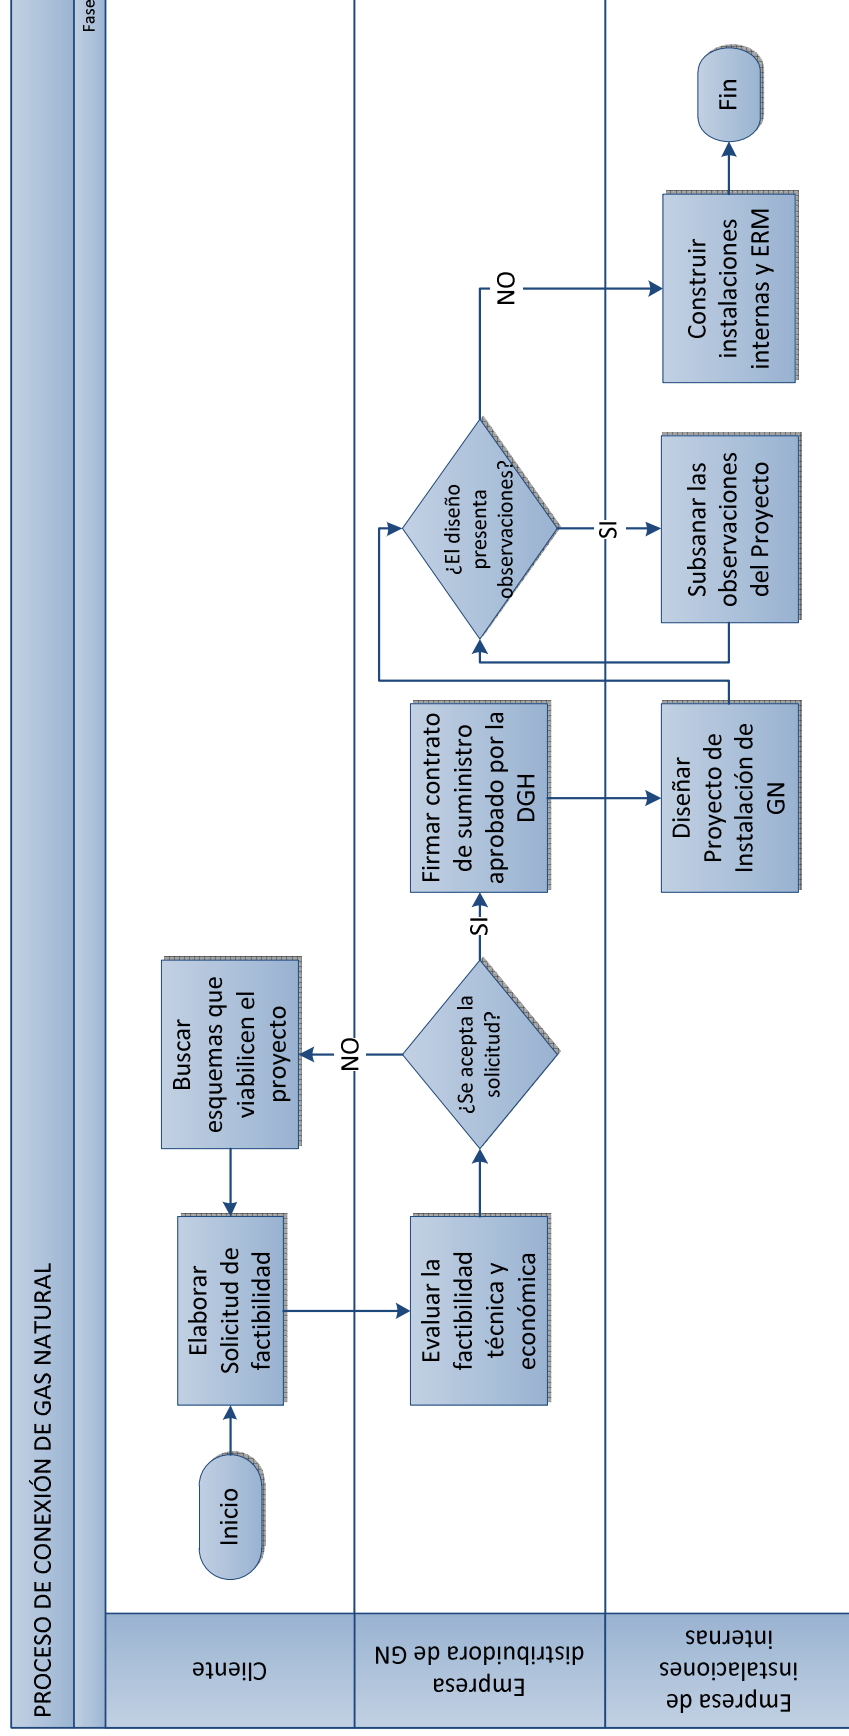 PROCESO DE CONEXIÓN DE GAS NATURAL
Fase
Cliente
Inicio
Elaborar
Solicitud de
factibilidad
Buscar
esquemas que
viabilicen el
proyecto
Empresa
distribuidora de GN
Evaluar la
factibilidad
técnica y
económica
¿Se acepta la
solicitud?
NO
SI
Firmar contrato
de suministro
aprobado por la
DGH
¿El diseño
presenta
observaciones?
NO
SI
Empresa de
instalaciones
internas
Diseñar
Proyecto de
Instalación de
GN
Subsanar las
observaciones
del Proyecto
Construir
instalaciones
internas y ERM
Fin